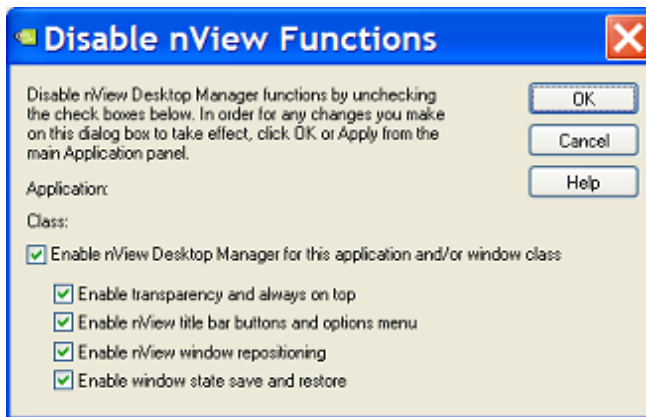 Disable nView Functions
Disable nView Desktop Manager functions by unchecking
the check boxes below. In order for any changes you make
on this dialog box to take effect, click OK or Apply from the
main Application panel.
OK
Cancel
Help
Application:
Class:
Enable nView Desktop Manager for this application and/or window class
Enable transparency and always on top
Enable nView title bar buttons and options menu
Enable nView window repositioning
Enable window state save and restore